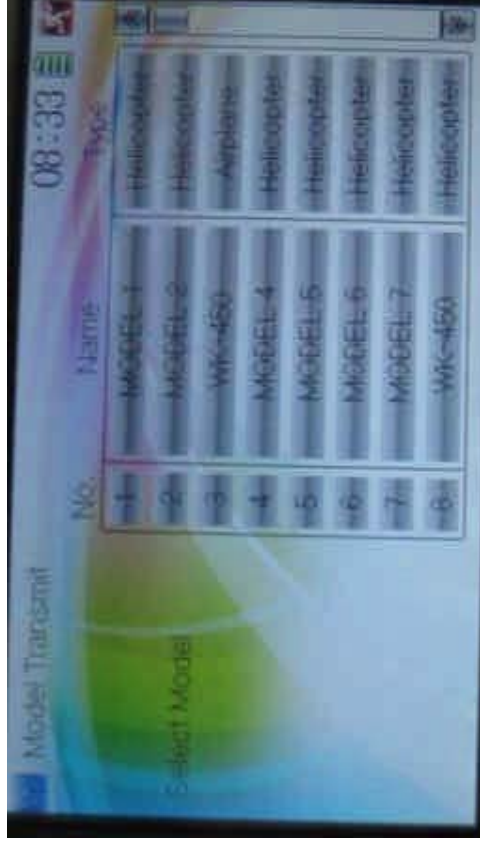 Model Transmit 08:33
No. Name Type
Select Model
1 MODEL 1 Helicopter
2 MODEL 2 Helicopter
3 WK-450 Airplane
4 MODEL 4 Helicopter
5 MODEL 5 Helicopter
6 MODEL 6 Helicopter
7 MODEL 7 Helicopter
8 WK-450 Helicopter